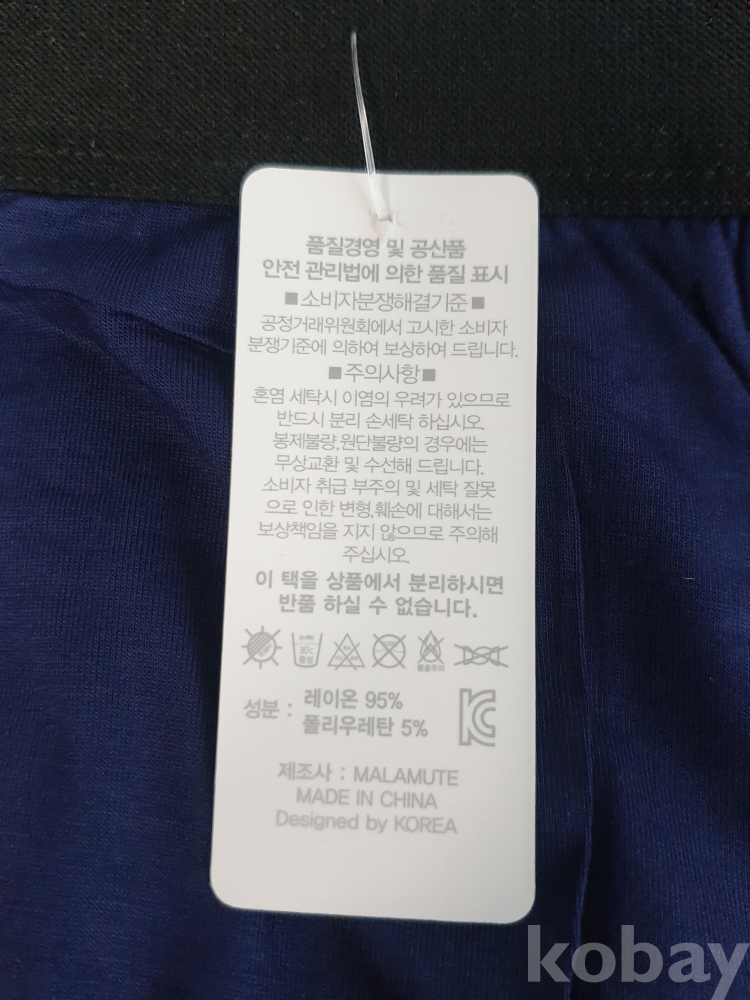 품질경영 및 공산품
안전 관리법에 의한 품질 표시
■소비자분쟁해결기준■
공정거래위원회에서 고시한 소비자
분쟁기준에 의하여 보상하여 드립니다.
■주의사항■
혼염 세탁시 이염의 우려가 있으므로
반드시 분리 손세탁 하십시오.
봉제불량,원단불량의 경우에는
무상교환 및 수선해 드립니다.
소비자 취급 부주의 및 세탁 잘못
으로 인한 변형,훼손에 대해서는
보상책임을 지지 않으므로 주의해
주십시오.
이 택을 상품에서 분리하시면
반품 하실 수 없습니다.
30℃
중성
성분 : 레이온 95%
폴리우레탄 5%
제조사 : MALAMUTE
MADE IN CHINA
Designed by KOREA
kobay